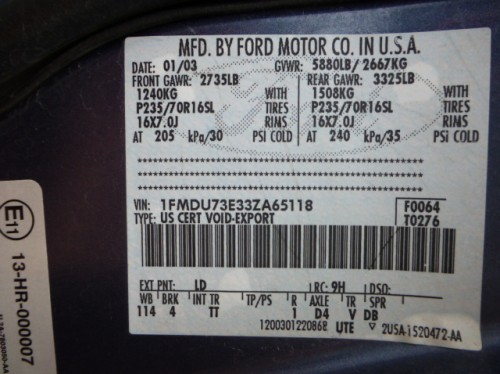 MFD. BY FORD MOTOR CO. IN U.S.A.
DATE: 01/03 GVWR: 5880LB/ 2667KG
FRONT GAWR: 2735LB REAR GAWR: 3325LB
1240KG WITH 1508KG WITH
P235/70R16SL TIRES P235/70R16SL TIRES
16X7.0J RIMS 16X7.0J RIMS
AT 205 kPa/30 PSI COLD AT 240 kPa/35 PSI COLD
VIN: 1FMDU73E33ZA65118 F0064
TYPE: US CERT VOID-EXPORT T0276
EXT PNT: LD RC: 9H DSO:
WB BRK INT TR TP/PS R AXLE TR SPR
114 4 TT 1 D4 V DB
1200301220868 UTE 2U5A-1520472-AA
E11
13-HR-000007